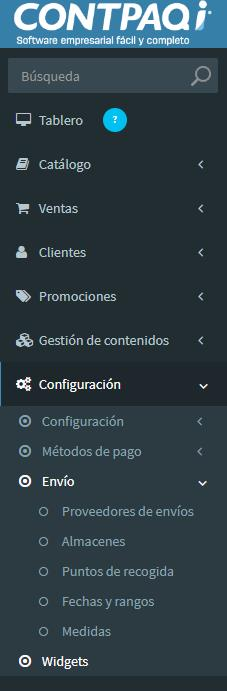 CONTPAQ i
Software empresarial fácil y completo
Búsqueda
Tablero ?
Catálogo
Ventas
Clientes
Promociones
Gestión de contenidos
Configuración
Configuración
Métodos de pago
Envío
Proveedores de envíos
Almacenes
Puntos de recogida
Fechas y rangos
Medidas
Widgets